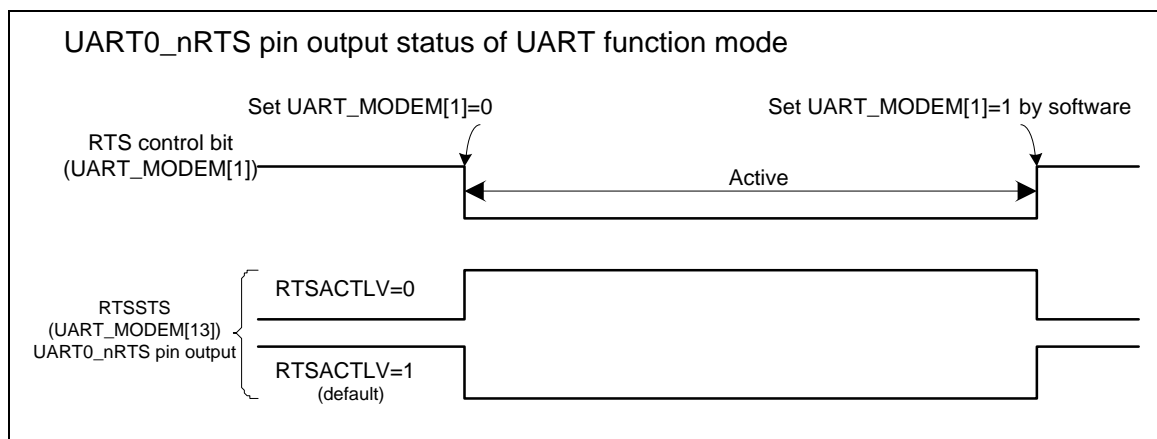 UART0_nRTS pin output status of UART function mode
Set UART_MODEM[1]=0
Set UART_MODEM[1]=1 by software
RTS control bit
(UART_MODEM[1])
Active
RTSACTLV=0
RTSSTS
(UART_MODEM[13])
UART0_nRTS pin output
RTSACTLV=1
(default)